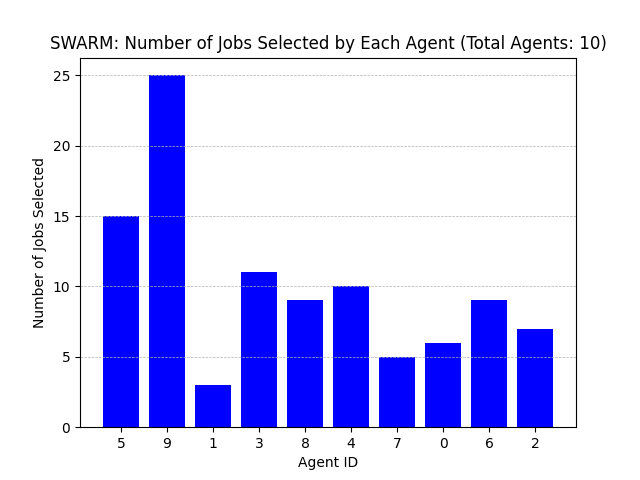 SWARM: Number of Jobs Selected by Each Agent (Total Agents: 10)
Number of Jobs Selected
25
20
15
10
5
0
5 9 1 3 8 4 7 0 6 2
Agent ID